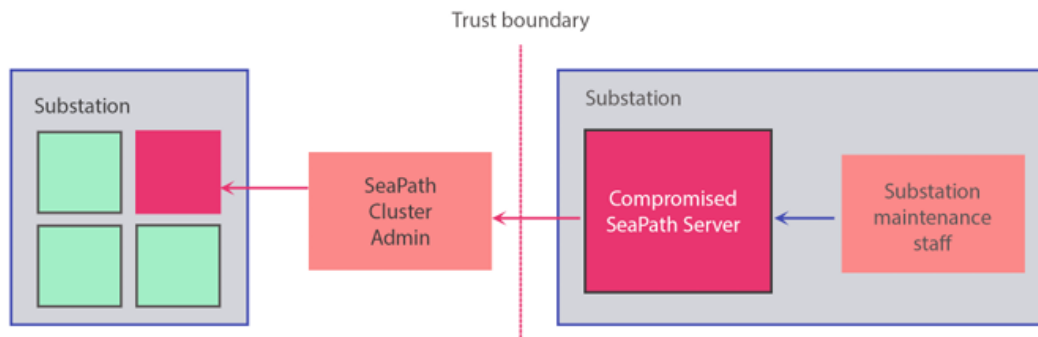 Trust boundary
Substation
SeaPath
Cluster
Admin
Substation
Compromised
SeaPath Server
Substation
maintenance
staff